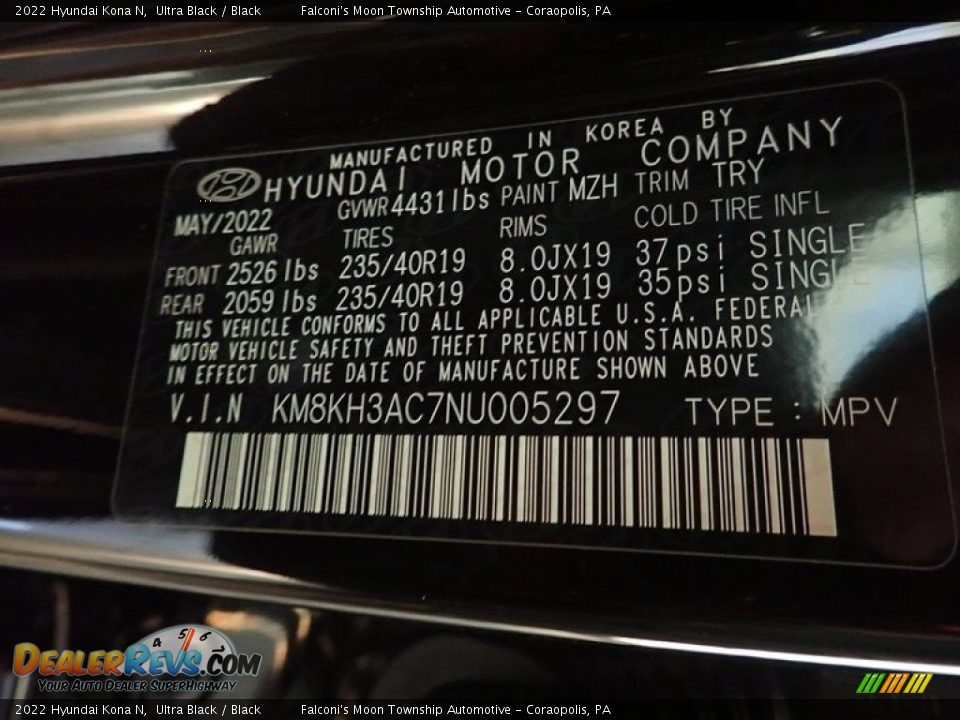 2022 Hyundai Kona N,  Ultra Black / Black        Falconi's Moon Township Automotive - Coraopolis, PA
MANUFACTURED IN KOREA BY
HYUNDAI MOTOR COMPANY
MAY/2022 GVWR 4431 lbs PAINT MZH TRIM TRY
GAWR TIRES RIMS COLD TIRE INFL
FRONT 2526 lbs 235/40R19 8.0JX19 37psi SINGLE
REAR 2059 lbs 235/40R19 8.0JX19 35psi SINGLE
THIS VEHICLE CONFORMS TO ALL APPLICABLE U.S.A. FEDERAL
MOTOR VEHICLE SAFETY AND THEFT PREVENTION STANDARDS
IN EFFECT ON THE DATE OF MANUFACTURE SHOWN ABOVE
V.I.N KM8KH3AC7NU005297 TYPE : MPV
4 5 6
DealerRevs.com
Your Auto Dealer SuperHighway
2022 Hyundai Kona N,  Ultra Black / Black        Falconi's Moon Township Automotive - Coraopolis, PA